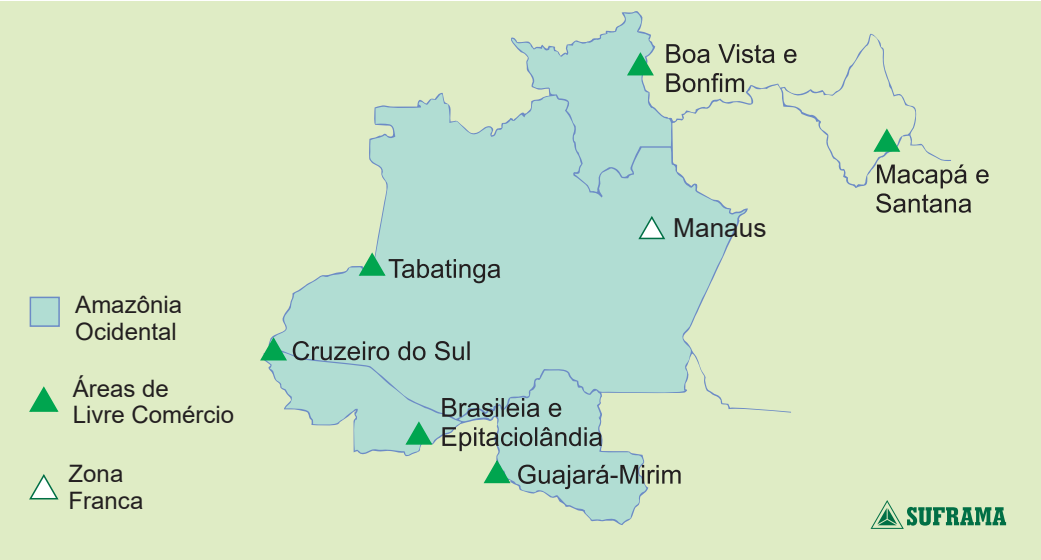 Boa Vista e
Bonfim
Macapá e
Santana
Manaus
Tabatinga
Amazônia
Ocidental
Cruzeiro do Sul
Áreas de
Livre Comércio
Brasileia e
Epitaciolândia
Zona
Franca
Guajará-Mirim
SUFRAMA